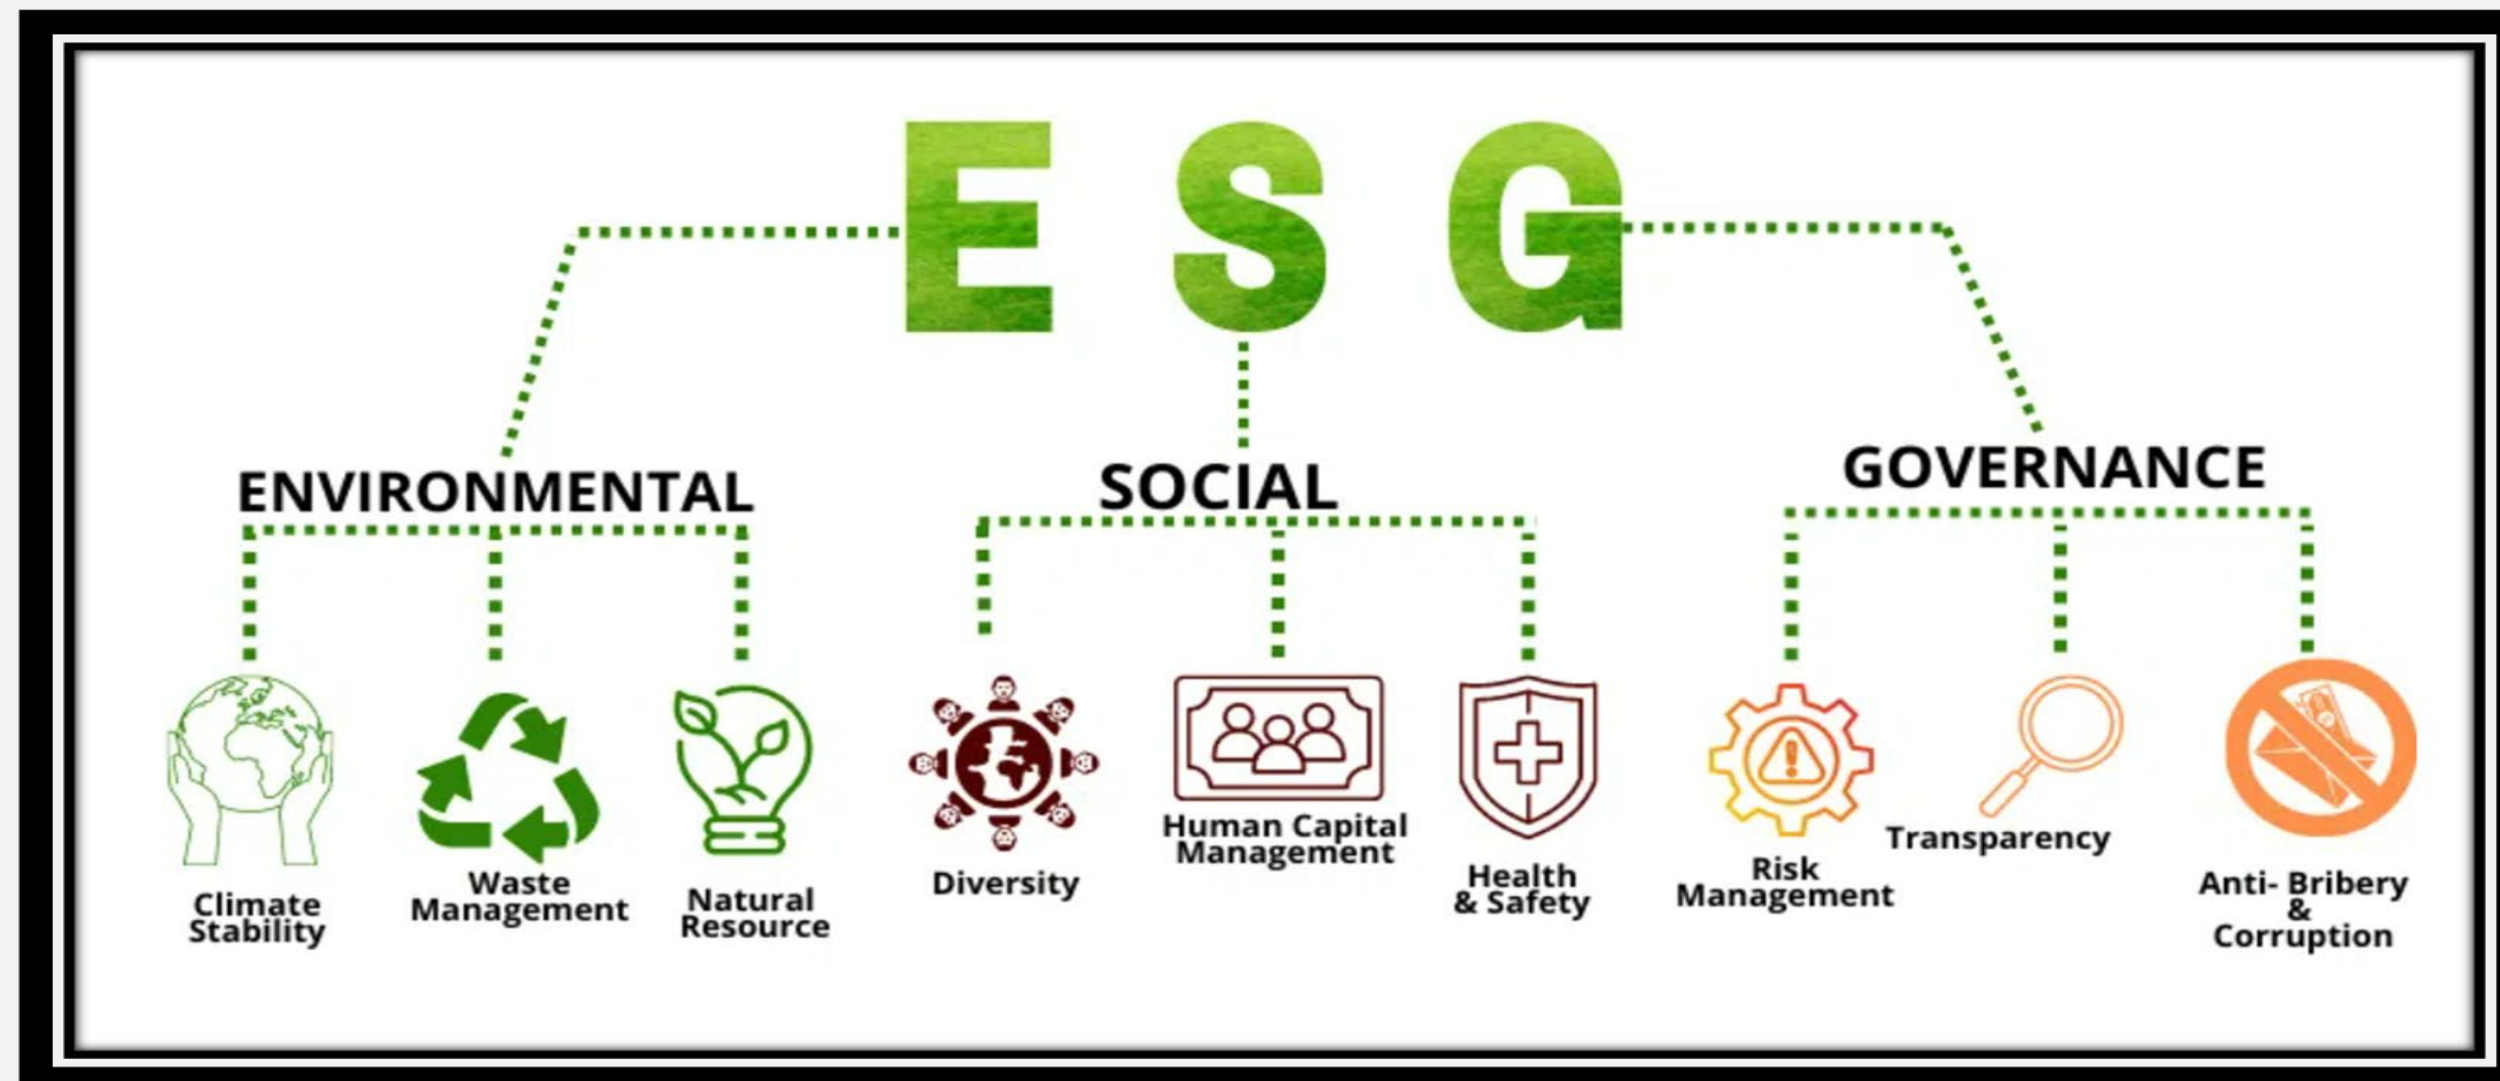 E S G
ENVIRONMENTAL
SOCIAL
GOVERNANCE
Climate
Stability
Waste
Management
Natural
Resource
Diversity
Human Capital
Management
Health
& Safety
Risk
Management
Transparency
Anti- Bribery
&
Corruption